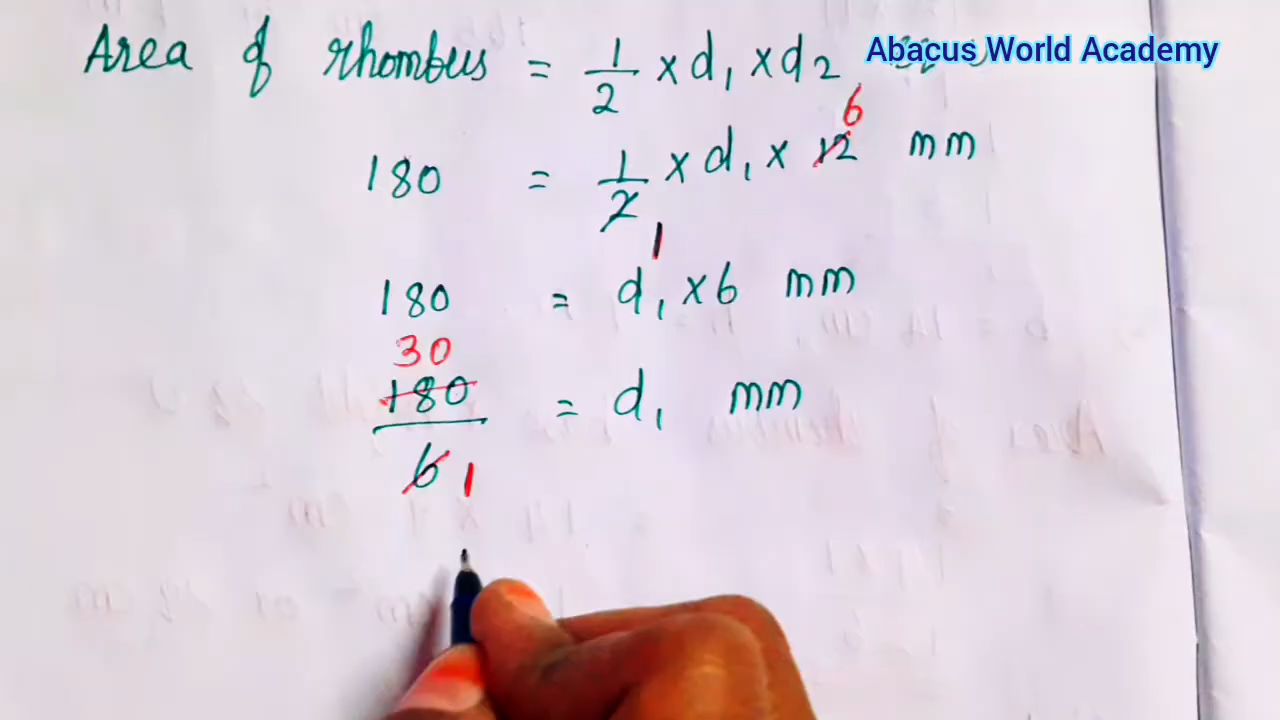 Area of rhombus = 1/2 x d1 x d2
Abacus World Academy
6
180 = 1/2 x d1 x 12 mm
1
180 = d1 x 6 mm
30
180/6 = d1 mm
1